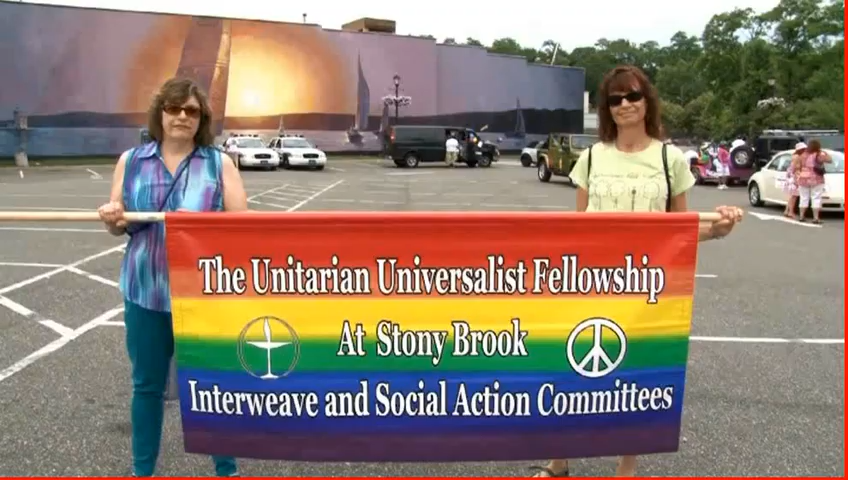 The Unitarian Universalist Fellowship
At Stony Brook
Interweave and Social Action Committees